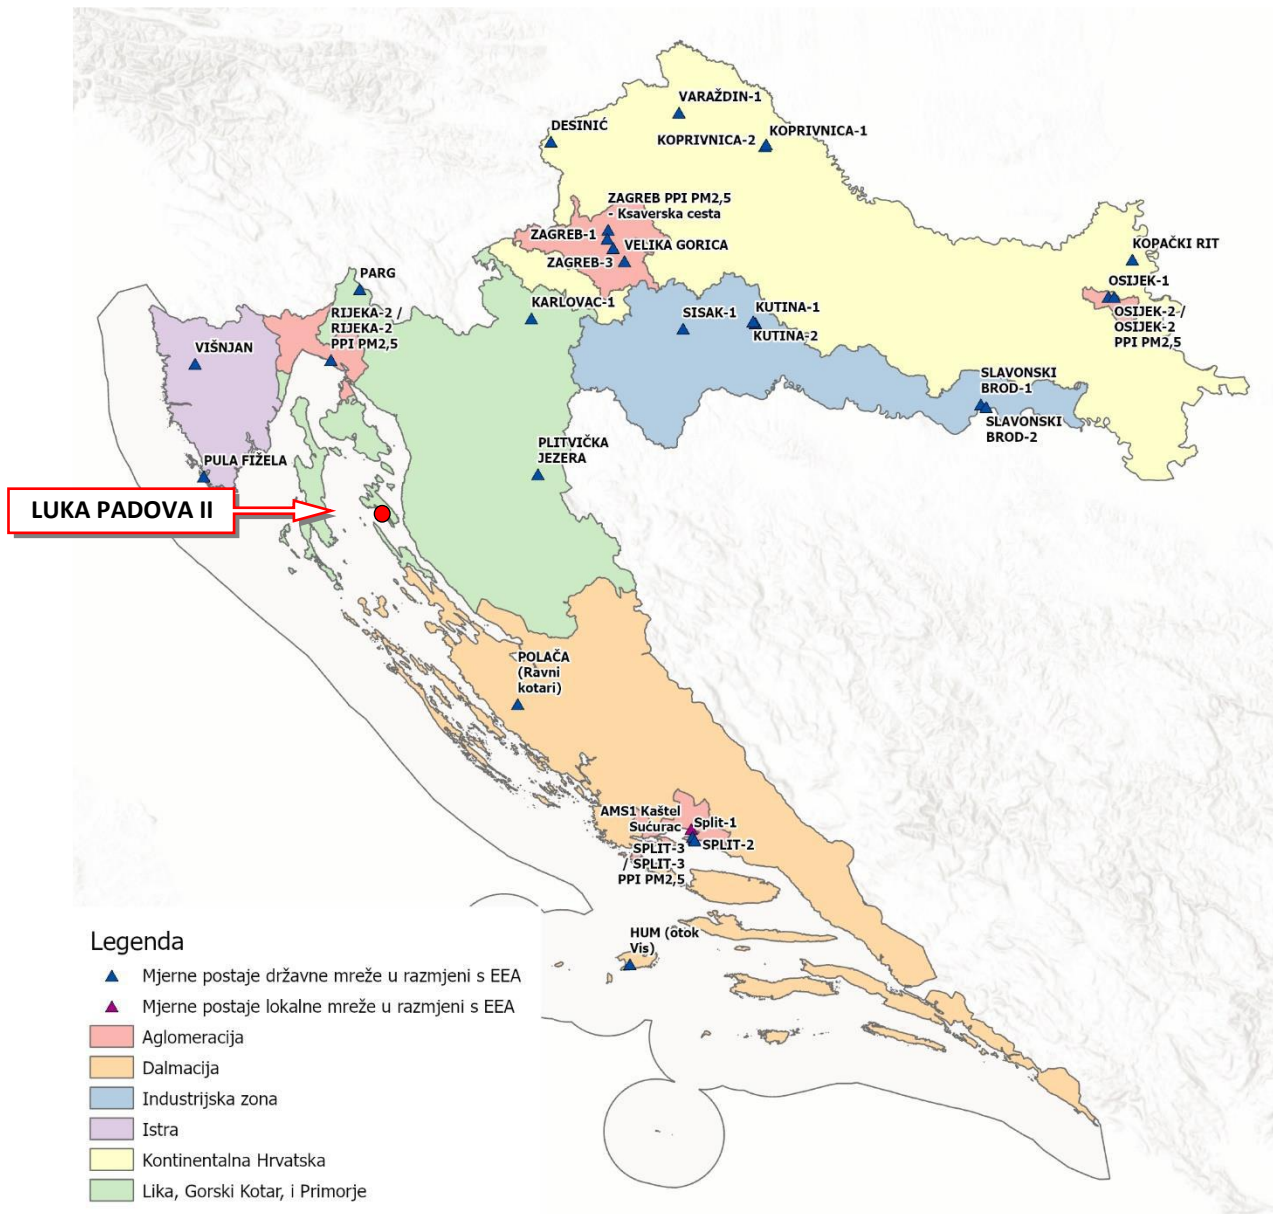 VARAŽDIN-1
DESINIĆ
KOPRIVNICA-1
KOPRIVNICA-2
ZAGREB PPI PM2,5
- Ksaverska cesta
ZAGREB-1
VELIKA GORICA
ZAGREB-3
KOPAČKI RIT
OSIJEK-1
OSIJEK-2 /
OSIJEK-2
PPI PM2,5
PARG
RIJEKA-2 /
RIJEKA-2
PPI PM2,5
KARLOVAC-1
SISAK-1
KUTINA-1
KUTINA-2
VIŠNJAN
SLAVONSKI
BROD-1
SLAVONSKI
BROD-2
PLITVIČKA
JEZERA
PULA FIŽELA
LUKA PADOVA II
POLAČA
(Ravni
kotari)
AMS1 Kaštel
Sućurac
Split-1
SPLIT-2
SPLIT-3
/ SPLIT-3
PPI PM2,5
HUM (otok
Vis)
Legenda
Mjerne postaje državne mreže u razmjeni s EEA
Mjerne postaje lokalne mreže u razmjeni s EEA
Aglomeracija
Dalmacija
Industrijska zona
Istra
Kontinentalna Hrvatska
Lika, Gorski Kotar, i Primorje